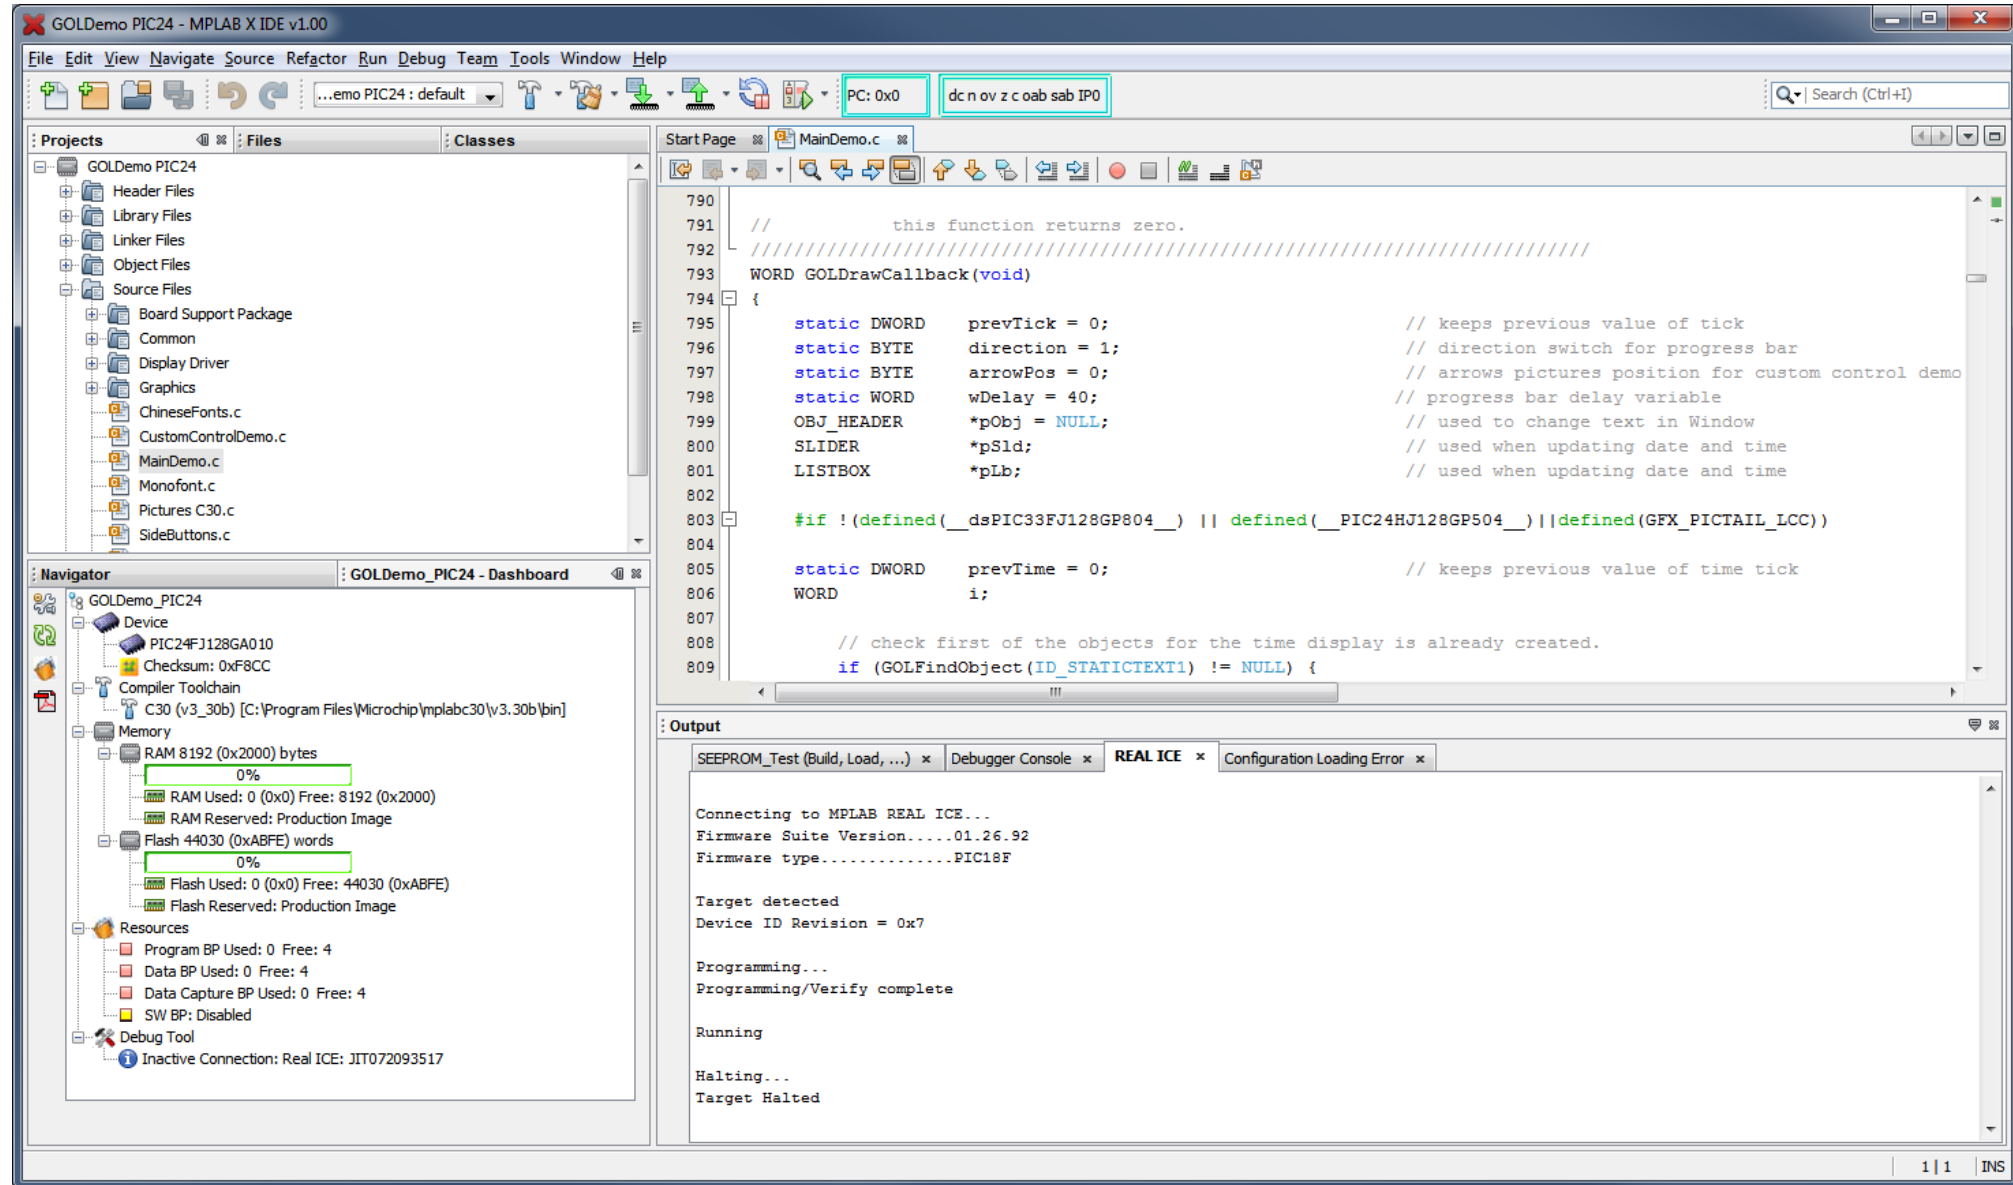 GOLDemo PIC24 - MPLAB X IDE v1.00
File Edit View Navigate Source Refactor Run Debug Team Tools Window Help
...emo PIC24 : default
PC: 0x0
dc n ov z c oab sab IP0
Search (Ctrl+I)
Projects
Files
Classes
GOLDemo PIC24
Header Files
Library Files
Linker Files
Object Files
Source Files
Board Support Package
Common
Display Driver
Graphics
ChineseFonts.c
CustomControlDemo.c
MainDemo.c
Monofont.c
Pictures C30.c
SideButtons.c
Navigator
GOLDemo_PIC24 - Dashboard
GOLDemo_PIC24
Device
PIC24FJ128GA010
Checksum: 0xF8CC
Compiler Toolchain
C30 (v3_30b) [C:\Program Files\Microchip\mplabc30\v3.30b\bin]
Memory
RAM 8192 (0x2000) bytes
0%
RAM Used: 0 (0x0) Free: 8192 (0x2000)
RAM Reserved: Production Image
Flash 44030 (0xABFE) words
0%
Flash Used: 0 (0x0) Free: 44030 (0xABFE)
Flash Reserved: Production Image
Resources
Program BP Used: 0 Free: 4
Data BP Used: 0 Free: 4
Data Capture BP Used: 0 Free: 4
SW BP: Disabled
Debug Tool
Inactive Connection: Real ICE: JIT072093517
Start Page
MainDemo.c
790
791 // this function returns zero.
792 /////////////////////////////////////////////////////////////////////////////
793 WORD GOLDrawCallback(void)
794 {
795 static DWORD prevTick = 0; // keeps previous value of tick
796 static BYTE direction = 1; // direction switch for progress bar
797 static BYTE arrowPos = 0; // arrows pictures position for custom control demo
798 static WORD wDelay = 40; // progress bar delay variable
799 OBJ_HEADER *pObj = NULL; // used to change text in Window
800 SLIDER *pSld; // used when updating date and time
801 LISTBOX *pLb; // used when updating date and time
802
803 #if !(defined(__dsPIC33FJ128GP804__) || defined(__PIC24HJ128GP504__)||defined(GFX_PICTAIL_LCC))
804
805 static DWORD prevTime = 0; // keeps previous value of time tick
806 WORD i;
807
808 // check first of the objects for the time display is already created.
809 if (GOLFindObject(ID_STATICTEXT1) != NULL) {
Output
SEEPROM_Test (Build, Load, ...)
Debugger Console
REAL ICE
Configuration Loading Error
Connecting to MPLAB REAL ICE...
Firmware Suite Version.....01.26.92
Firmware type..............PIC18F
Target detected
Device ID Revision = 0x7
Programming...
Programming/Verify complete
Running
Halting...
Target Halted
1 | 1 INS